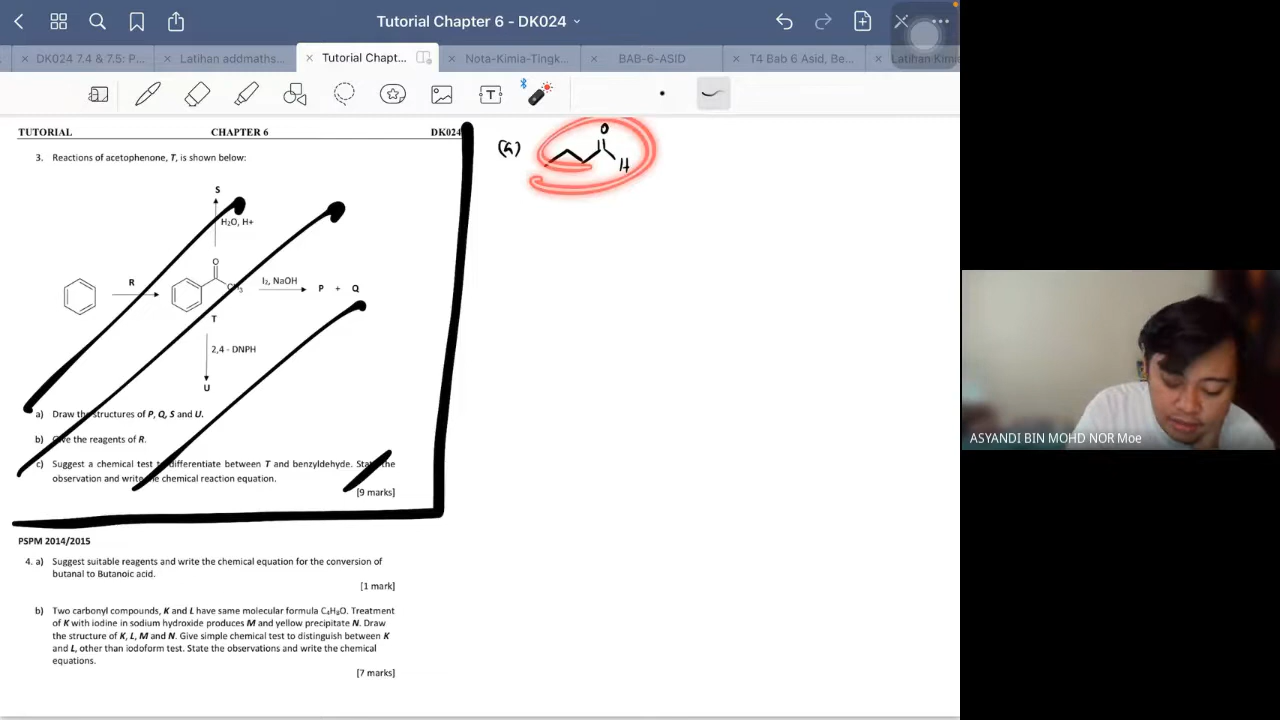 Tutorial Chapter 6 - DK024
DK024 7.4 & 7.5: P...
Latihan addmaths...
Tutorial Chapt...
Nota-Kimia-Tingk...
BAB-6-ASID
T4 Bab 6 Asid, Be...
Latihan Kimi
TUTORIAL CHAPTER 6 DK024
3. Reactions of acetophenone, T, is shown below:
S
H₂O, H+
O
R
CH₃
I₂, NaOH
P + Q
T
2,4 - DNPH
U
a) Draw the structures of P, Q, S and U.
b) Give the reagents of R.
c) Suggest a chemical test to differentiate between T and benzyldehyde. State the
observation and write the chemical reaction equation.
[9 marks]
PSPM 2014/2015
4. a) Suggest suitable reagents and write the chemical equation for the conversion of
butanal to Butanoic acid.
[1 mark]
b) Two carbonyl compounds, K and L have same molecular formula C₄H₈O. Treatment
of K with iodine in sodium hydroxide produces M and yellow precipitate N. Draw
the structure of K, L, M and N. Give simple chemical test to distinguish between K
and L, other than iodoform test. State the observations and write the chemical
equations.
[7 marks]
(a)
O
H
ASYANDI BIN MOHD NOR Moe